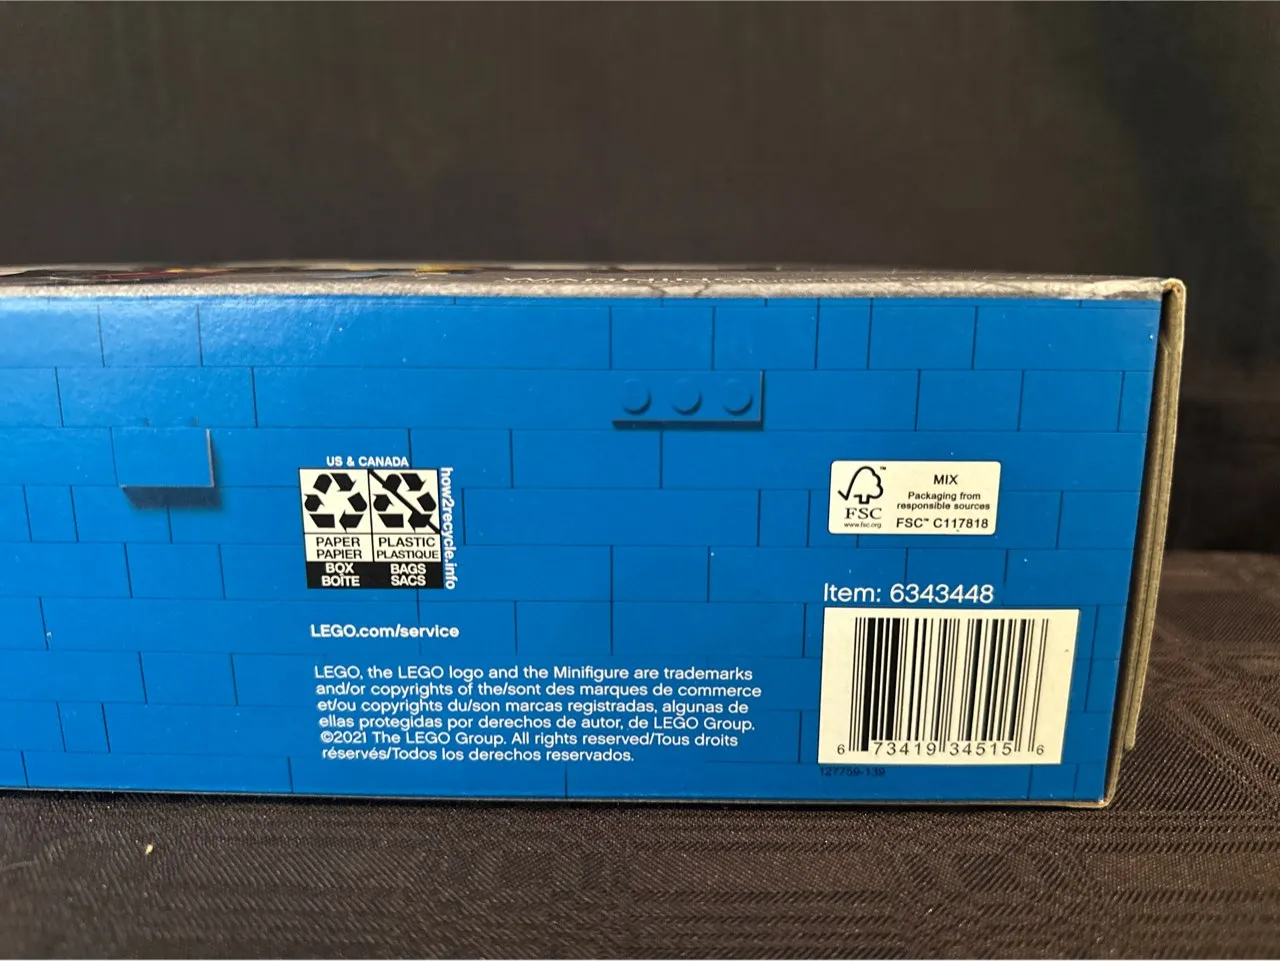 US & CANADA
PAPER
PAPIER
BOX
BOÎTE
PLASTIC
PLASTIQUE
BAGS
SACS
how2recycle.info
LEGO.com/service
LEGO, the LEGO logo and the Minifigure are trademarks
and/or copyrights of the/sont des marques de commerce
et/ou copyrights du/son marcas registradas, algunas de
ellas protegidas por derechos de autor, de LEGO Group.
©2021 The LEGO Group. All rights reserved/Tous droits
réservés/Todos los derechos reservados.
FSC
www.fsc.org
MIX
Packaging from
responsible sources
FSC™ C117818
Item: 6343448
6 73419 34515 6
127759-139